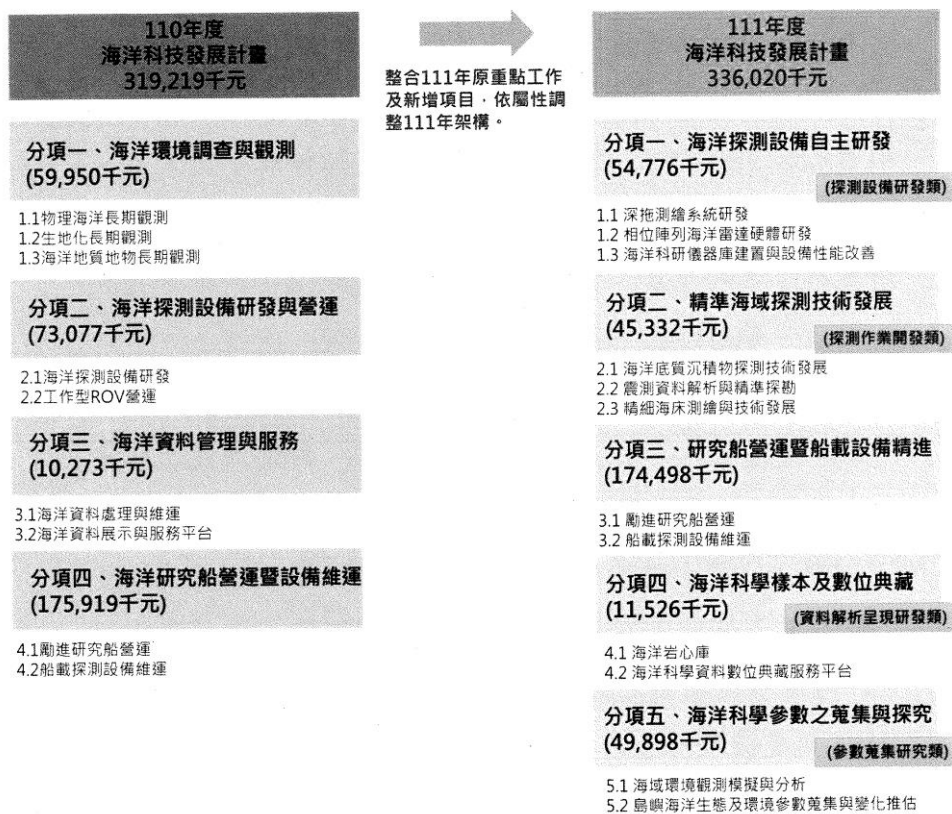 110年度
海洋科技發展計畫
319,219千元
整合111年原重點工作
及新增項目，依屬性調
整111年架構。
111年度
海洋科技發展計畫
336,020千元
分項一、海洋環境調查與觀測
(59,950千元)
1.1物理海洋長期觀測
1.2生地化長期觀測
1.3海洋地質地物長期觀測
分項二、海洋探測設備研發與營運
(73,077千元)
2.1海洋探測設備研發
2.2工作型ROV營運
分項三、海洋資料管理與服務
(10,273千元)
3.1海洋資料處理與維運
3.2海洋資料展示與服務平台
分項四、海洋研究船營運暨設備維運
(175,919千元)
4.1勵進研究船營運
4.2船載探測設備維運
分項一、海洋探測設備自主研發
(54,776千元)
(探測設備研發類)
1.1 深拖測繪系統研發
1.2 相位陣列海洋雷達硬體研發
1.3 海洋科研儀器庫建置與設備性能改善
分項二、精準海域探測技術發展
(45,332千元)
(探測作業開發類)
2.1 海洋底質沉積物探測技術發展
2.2 震測資料解析與精準探勘
2.3 精細海床測繪與技術發展
分項三、研究船營運暨船載設備精進
(174,498千元)
3.1 勵進研究船營運
3.2 船載探測設備維運
分項四、海洋科學樣本及數位典藏
(11,526千元)
(資料解析呈現研發類)
4.1 海洋岩心庫
4.2 海洋科學資料數位典藏服務平台
分項五、海洋科學參數之蒐集與探究
(49,898千元)
(參數蒐集研究類)
5.1 海域環境觀測模擬與分析
5.2 島嶼海洋生態及環境參數蒐集與變化推估